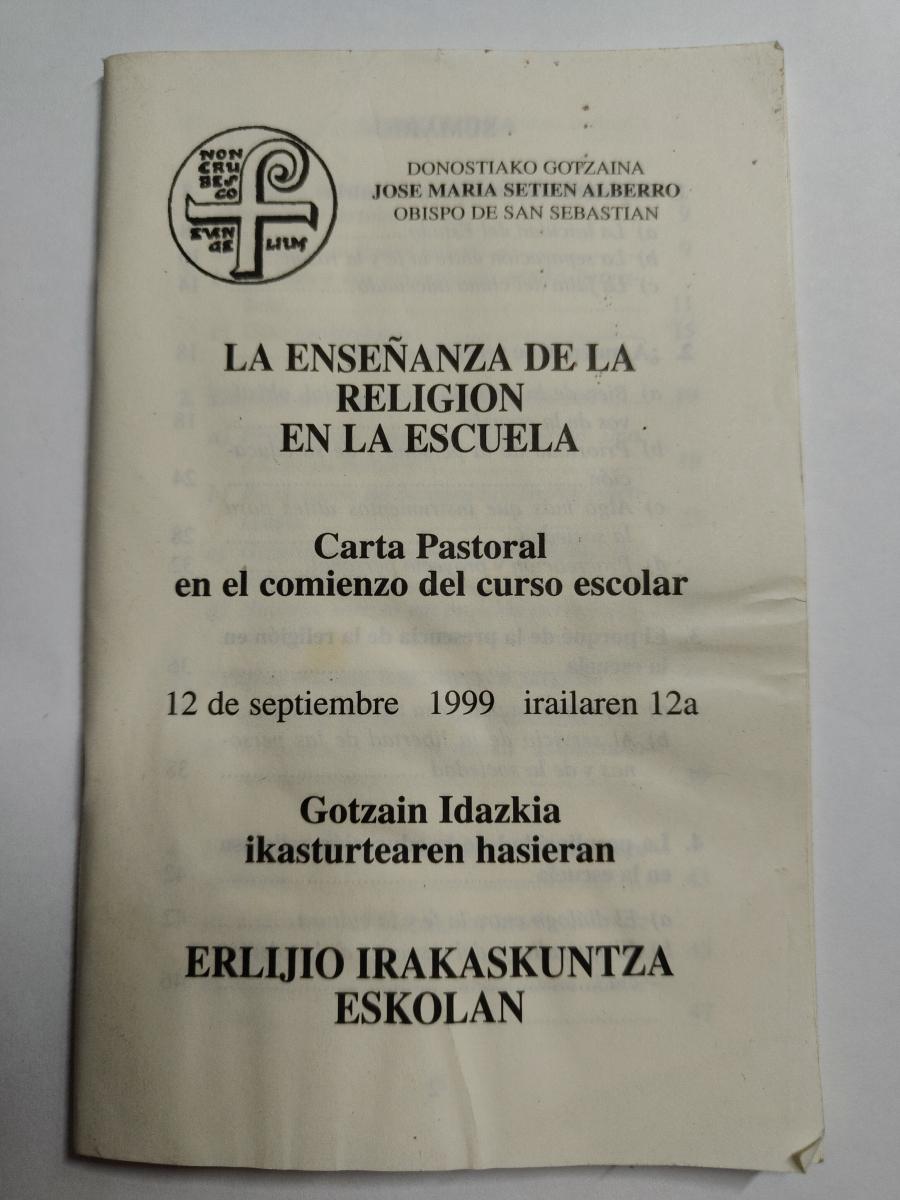 NON
ERU
BES
CO
EVAN
GE
LIUM
DONOSTIAKO GOTZAINA
JOSE MARIA SETIEN ALBERRO
OBISPO DE SAN SEBASTIAN
LA ENSEÑANZA DE LA
RELIGION
EN LA ESCUELA
Carta Pastoral
en el comienzo del curso escolar
12 de septiembre 1999 irailaren 12a
Gotzain Idazkia
ikasturtearen hasieran
ERLIJIO IRAKASKUNTZA
ESKOLAN